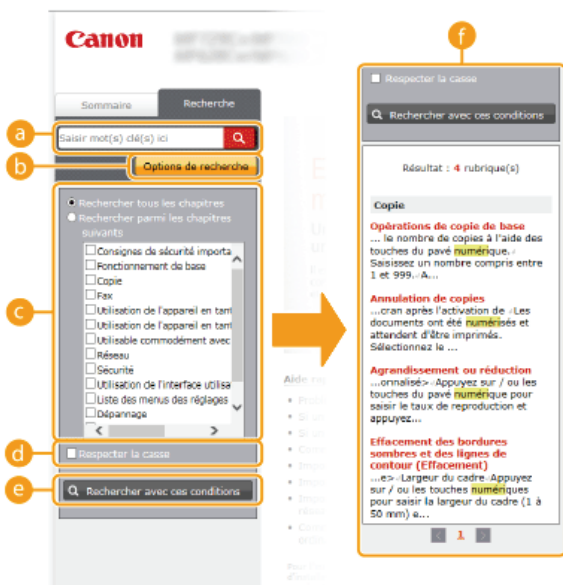 Canon
Sommaire
Recherche
a
Saisir mot(s) clé(s) ici
b
Options de recherche
c
Rechercher tous les chapitres
Rechercher parmi les chapitres
suivants
Consignes de sécurité importa
Fonctionnement de base
Copie
Fax
Utilisation de l'appareil en tant
Utilisation de l'appareil en tant
Utilisable commodément avec
Réseau
Sécurité
Utilisation de l'interface utilisa
Liste des menus des réglages
Dépannage
d
Respecter la casse
e
Rechercher avec ces conditions
Aide
f
Respecter la casse
Rechercher avec ces conditions
Résultat : 4 rubrique(s)
Copie
Opérations de copie de base
... le nombre de copies à l'aide des
touches du pavé numérique.
Saisissez un nombre compris entre
1 et 999. A...
Annulation de copies
...cran après l'activation de Les
documents ont été numérisés et
attendent d'être imprimés.
Sélectionnez le ...
Agrandissement ou réduction
...onnalisé> Appuyez sur / ou les
touches du pavé numérique pour
saisir le taux de reproduction et
appuyez...
Effacement des bordures
sombres et des lignes de
contour (Effacement)
...e> Largeur du cadre Appuyez
sur / ou les touches numériques
pour saisir la largeur du cadre (1 à
50 mm) e...
1